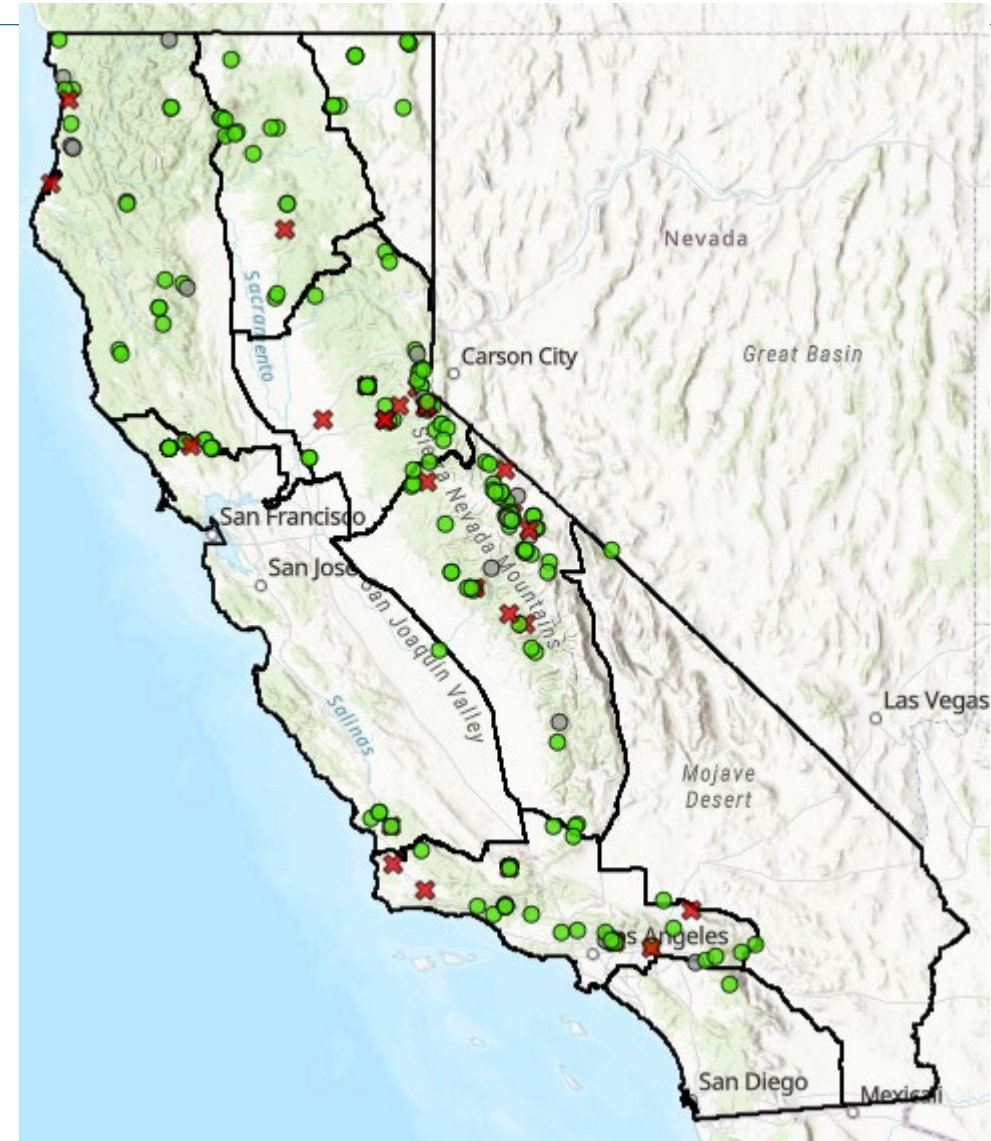 Nevada
Sacramento
Carson City
Great Basin
Sierra Nevada Mountains
San Francisco
San Jose
San Joaquin Valley
Salinas
Las Vegas
Mojave
Desert
Los Angeles
San Diego
Mexicali